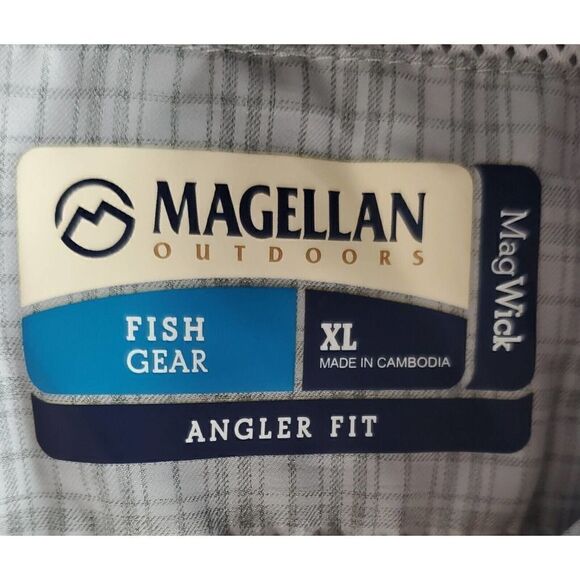 MAGELLAN
OUTDOORS
MagWick
FISH
GEAR
XL
MADE IN CAMBODIA
ANGLER FIT